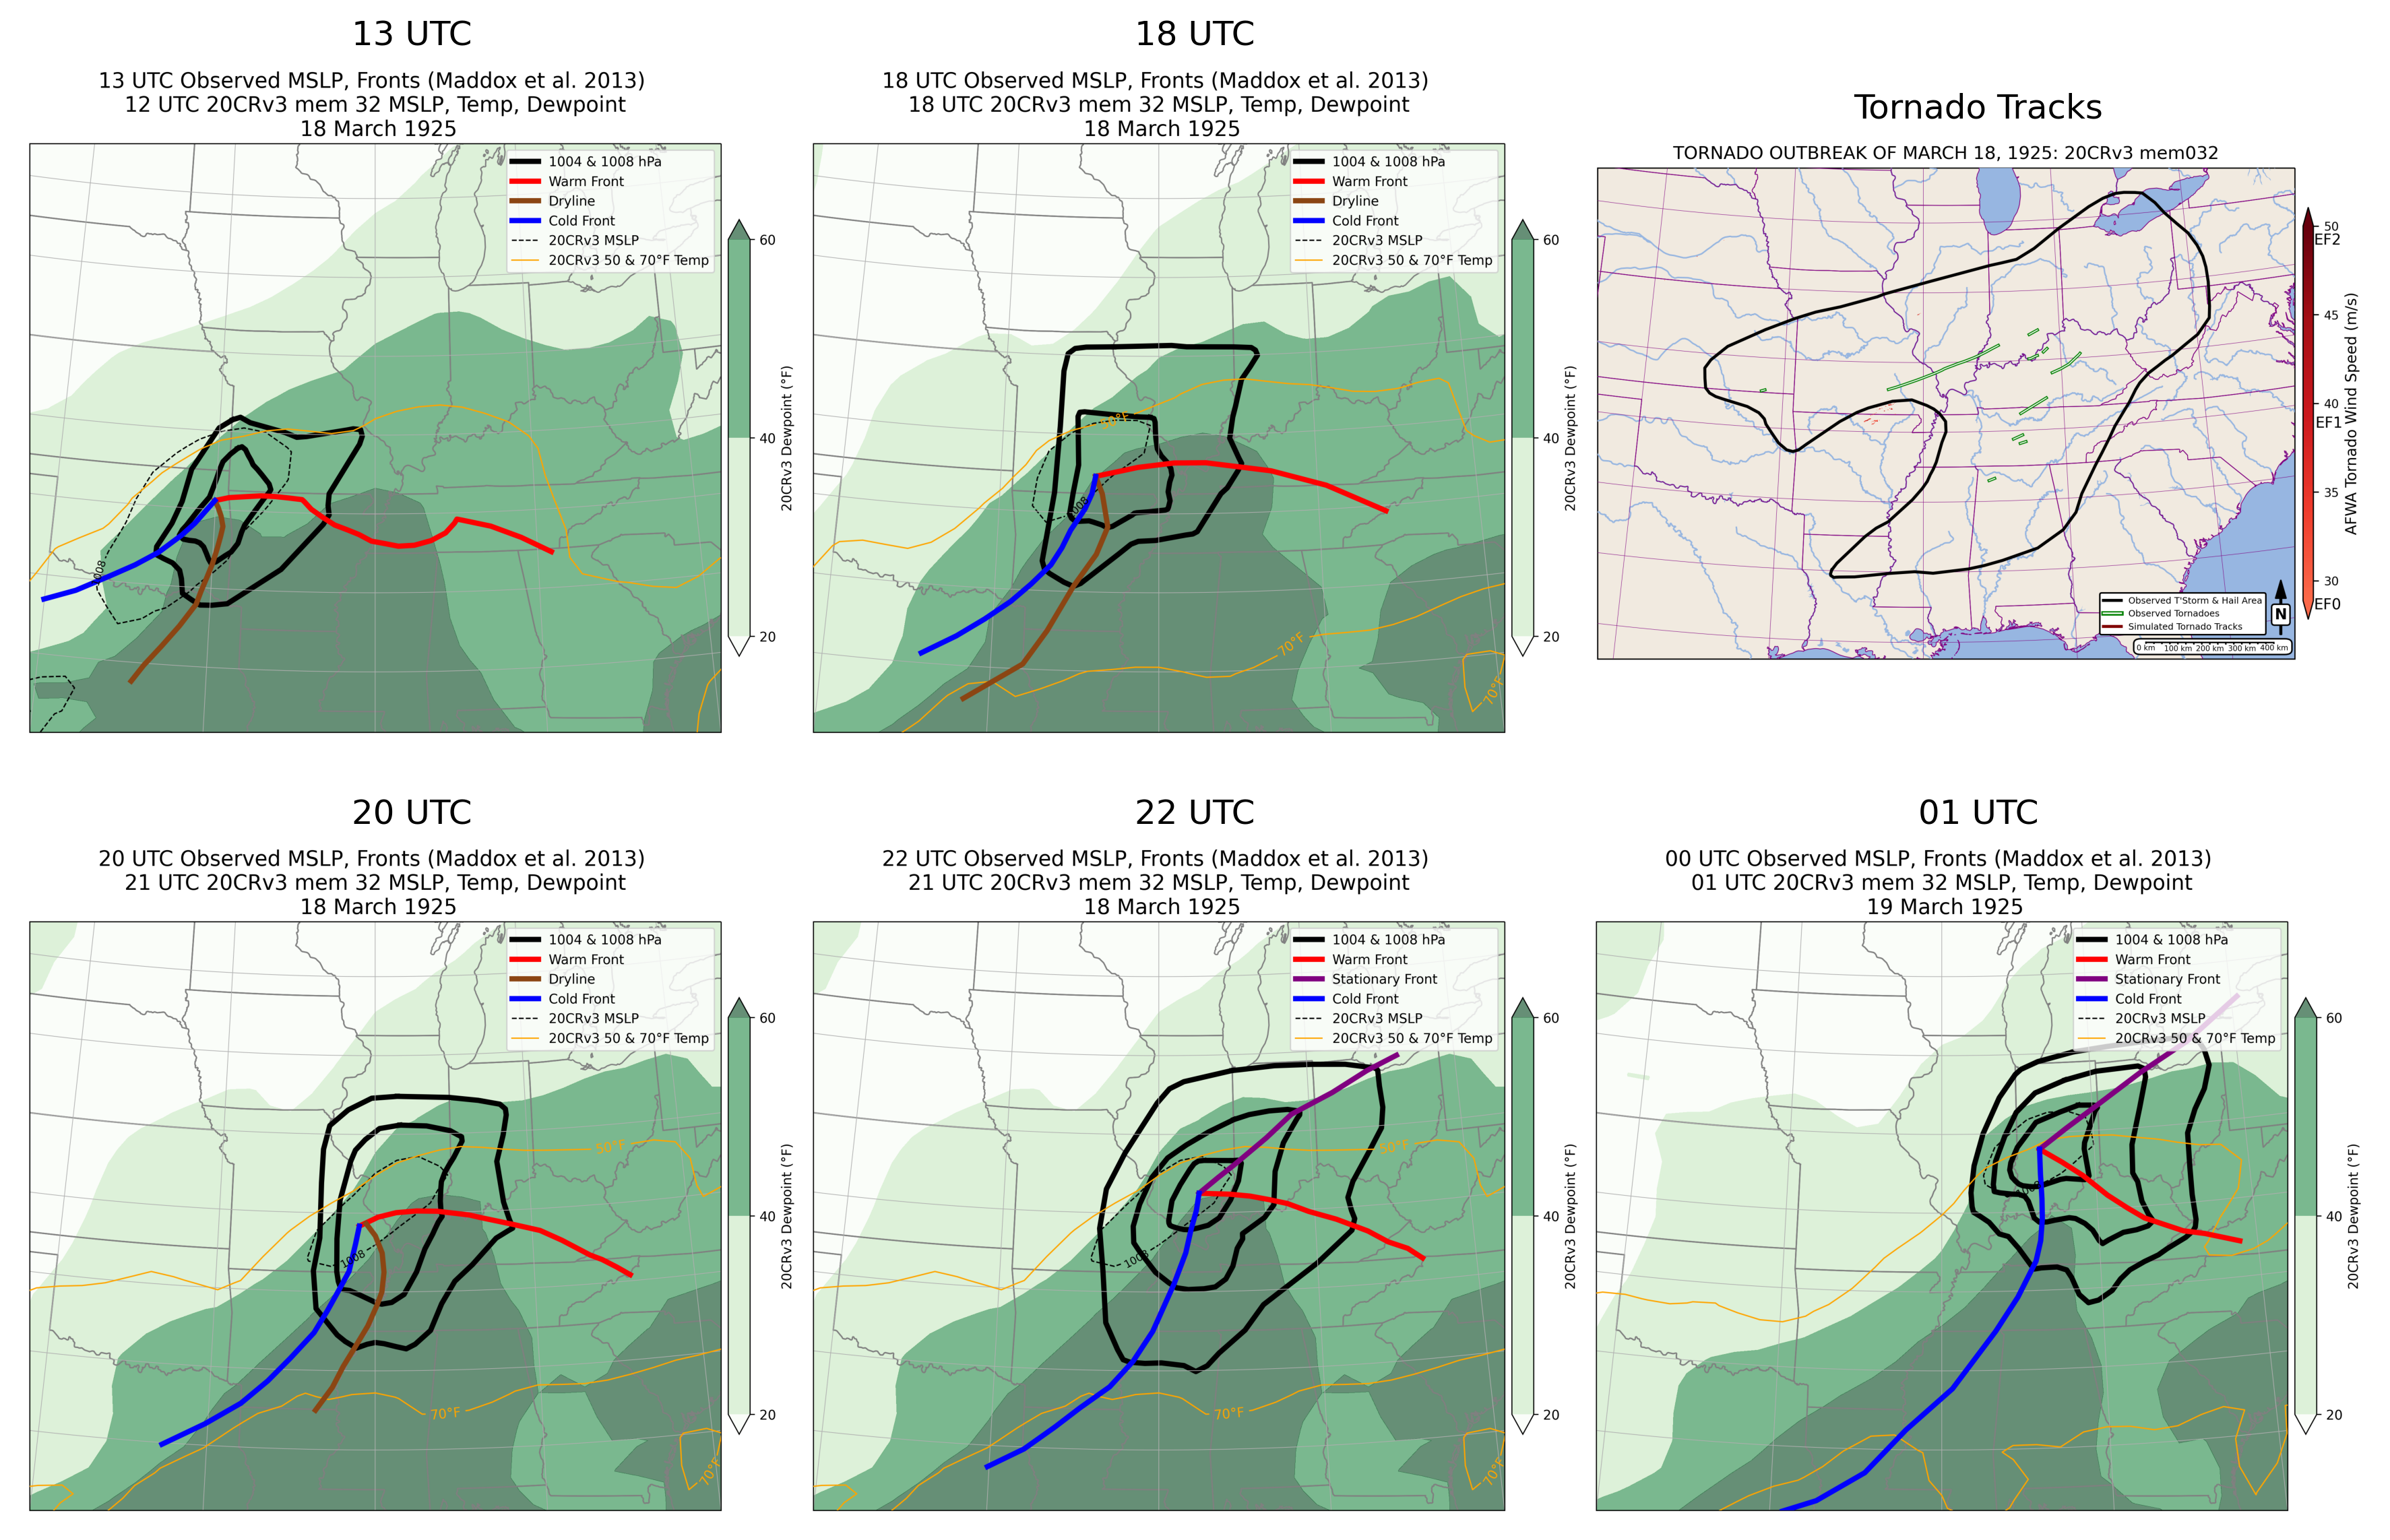 13 UTC
13 UTC Observed MSLP, Fronts (Maddox et al. 2013)
12 UTC 20CRv3 mem 32 MSLP, Temp, Dewpoint
18 March 1925
1004 & 1008 hPa
Warm Front
Dryline
Cold Front
20CRv3 MSLP
20CRv3 50 & 70°F Temp
60
40
20
20CRv3 Dewpoint (°F)
18 UTC
18 UTC Observed MSLP, Fronts (Maddox et al. 2013)
18 UTC 20CRv3 mem 32 MSLP, Temp, Dewpoint
18 March 1925
1004 & 1008 hPa
Warm Front
Dryline
Cold Front
20CRv3 MSLP
20CRv3 50 & 70°F Temp
50°F
1008
70°F
70°F
60
40
20
20CRv3 Dewpoint (°F)
Tornado Tracks
TORNADO OUTBREAK OF MARCH 18, 1925: 20CRv3 mem032
Observed T'Storm & Hail Area
Observed Tornadoes
Simulated Tornado Tracks
N
0 km 100 km 200 km 300 km 400 km
50
EF2
45
40
EF1
35
30
EF0
AFWA Tornado Wind Speed (m/s)
20 UTC
20 UTC Observed MSLP, Fronts (Maddox et al. 2013)
21 UTC 20CRv3 mem 32 MSLP, Temp, Dewpoint
18 March 1925
1004 & 1008 hPa
Warm Front
Dryline
Cold Front
20CRv3 MSLP
20CRv3 50 & 70°F Temp
50°F
1008
70°F
70°F
60
40
20
20CRv3 Dewpoint (°F)
22 UTC
22 UTC Observed MSLP, Fronts (Maddox et al. 2013)
21 UTC 20CRv3 mem 32 MSLP, Temp, Dewpoint
18 March 1925
1004 & 1008 hPa
Warm Front
Stationary Front
Cold Front
20CRv3 MSLP
20CRv3 50 & 70°F Temp
50°F
1008
70°F
70°F
60
40
20
20CRv3 Dewpoint (°F)
01 UTC
00 UTC Observed MSLP, Fronts (Maddox et al. 2013)
01 UTC 20CRv3 mem 32 MSLP, Temp, Dewpoint
19 March 1925
1004 & 1008 hPa
Warm Front
Stationary Front
Cold Front
20CRv3 MSLP
20CRv3 50 & 70°F Temp
60
40
20
20CRv3 Dewpoint (°F)